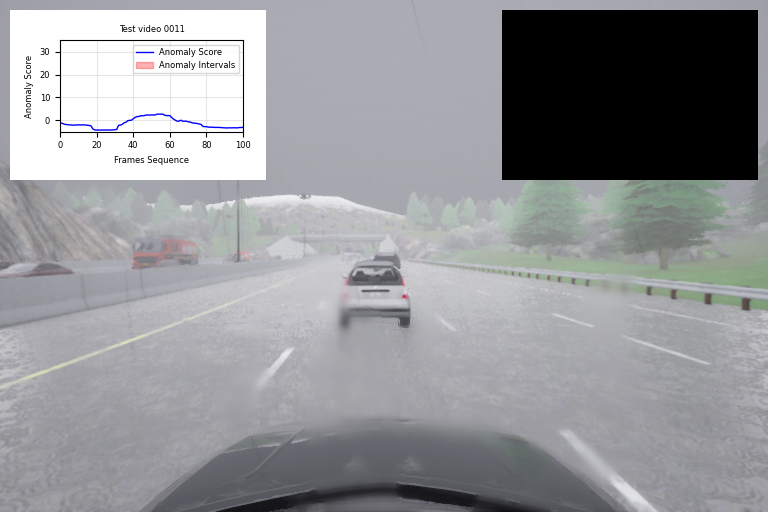 Test video 0011
Anomaly Score
Anomaly Intervals
30
20
10
0
0 20 40 60 80 100
Anomaly Score
Frames Sequence